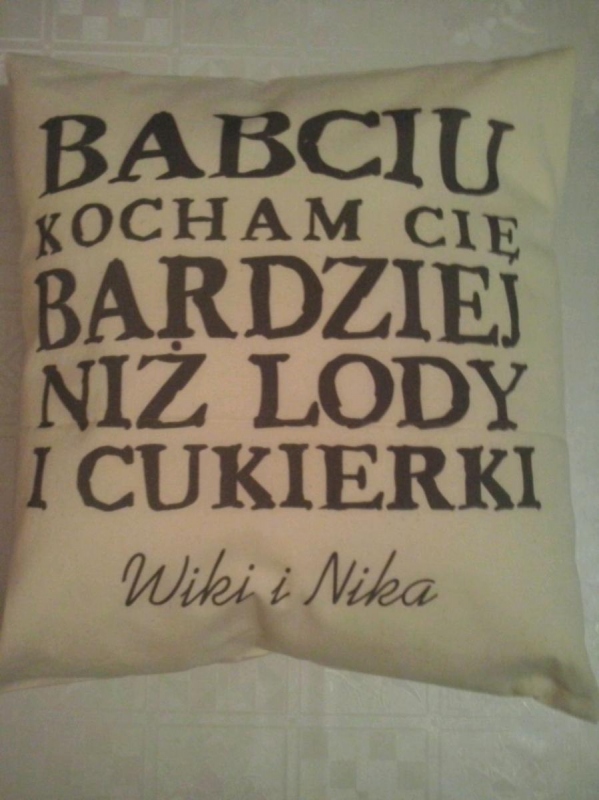 BABCIU
KOCHAM CIĘ
BARDZIEJ
NIŻ LODY
I CUKIERKI
Wiki i Nika